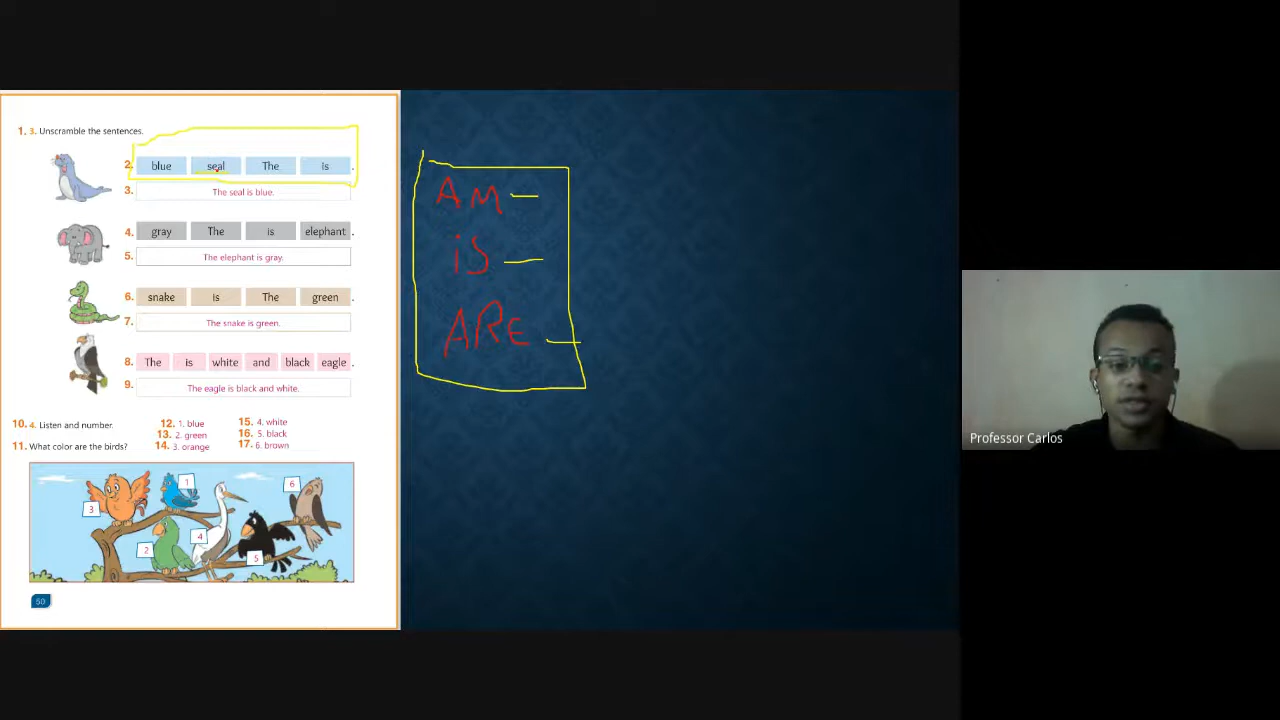 1. 3. Unscramble the sentences.
2. blue seal The is .
3. The seal is blue.
4. gray The is elephant .
5. The elephant is gray.
6. snake is The green .
7. The snake is green.
8. The is white and black eagle .
9. The eagle is black and white.
10. 4. Listen and number.
11. What color are the birds?
12. 1. blue
13. 2. green
14. 3. orange
15. 4. white
16. 5. black
17. 6. brown
3
1
6
2
4
5
50
AM —
iS —
ARE —
Professor Carlos